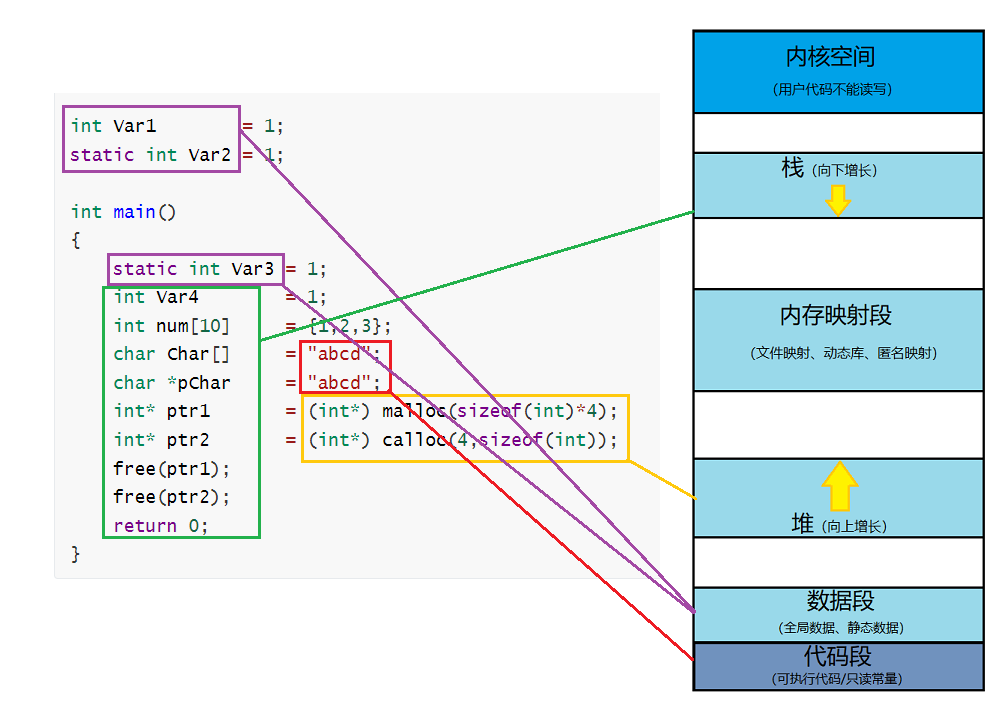 int Var1 = 1;
static int Var2 = 1;
int main()
{
static int Var3 = 1;
int Var4 = 1;
int num[10] = {1,2,3};
char Char[] = "abcd";
char *pChar = "abcd";
int* ptr1 = (int*) malloc(sizeof(int)*4);
int* ptr2 = (int*) calloc(4,sizeof(int));
free(ptr1);
free(ptr2);
return 0;
}
内核空间
(用户代码不能读写)
栈 (向下增长)
内存映射段
(文件映射、动态库、匿名映射)
堆 (向上增长)
数据段
(全局数据、静态数据)
代码段
(可执行代码/只读常量)